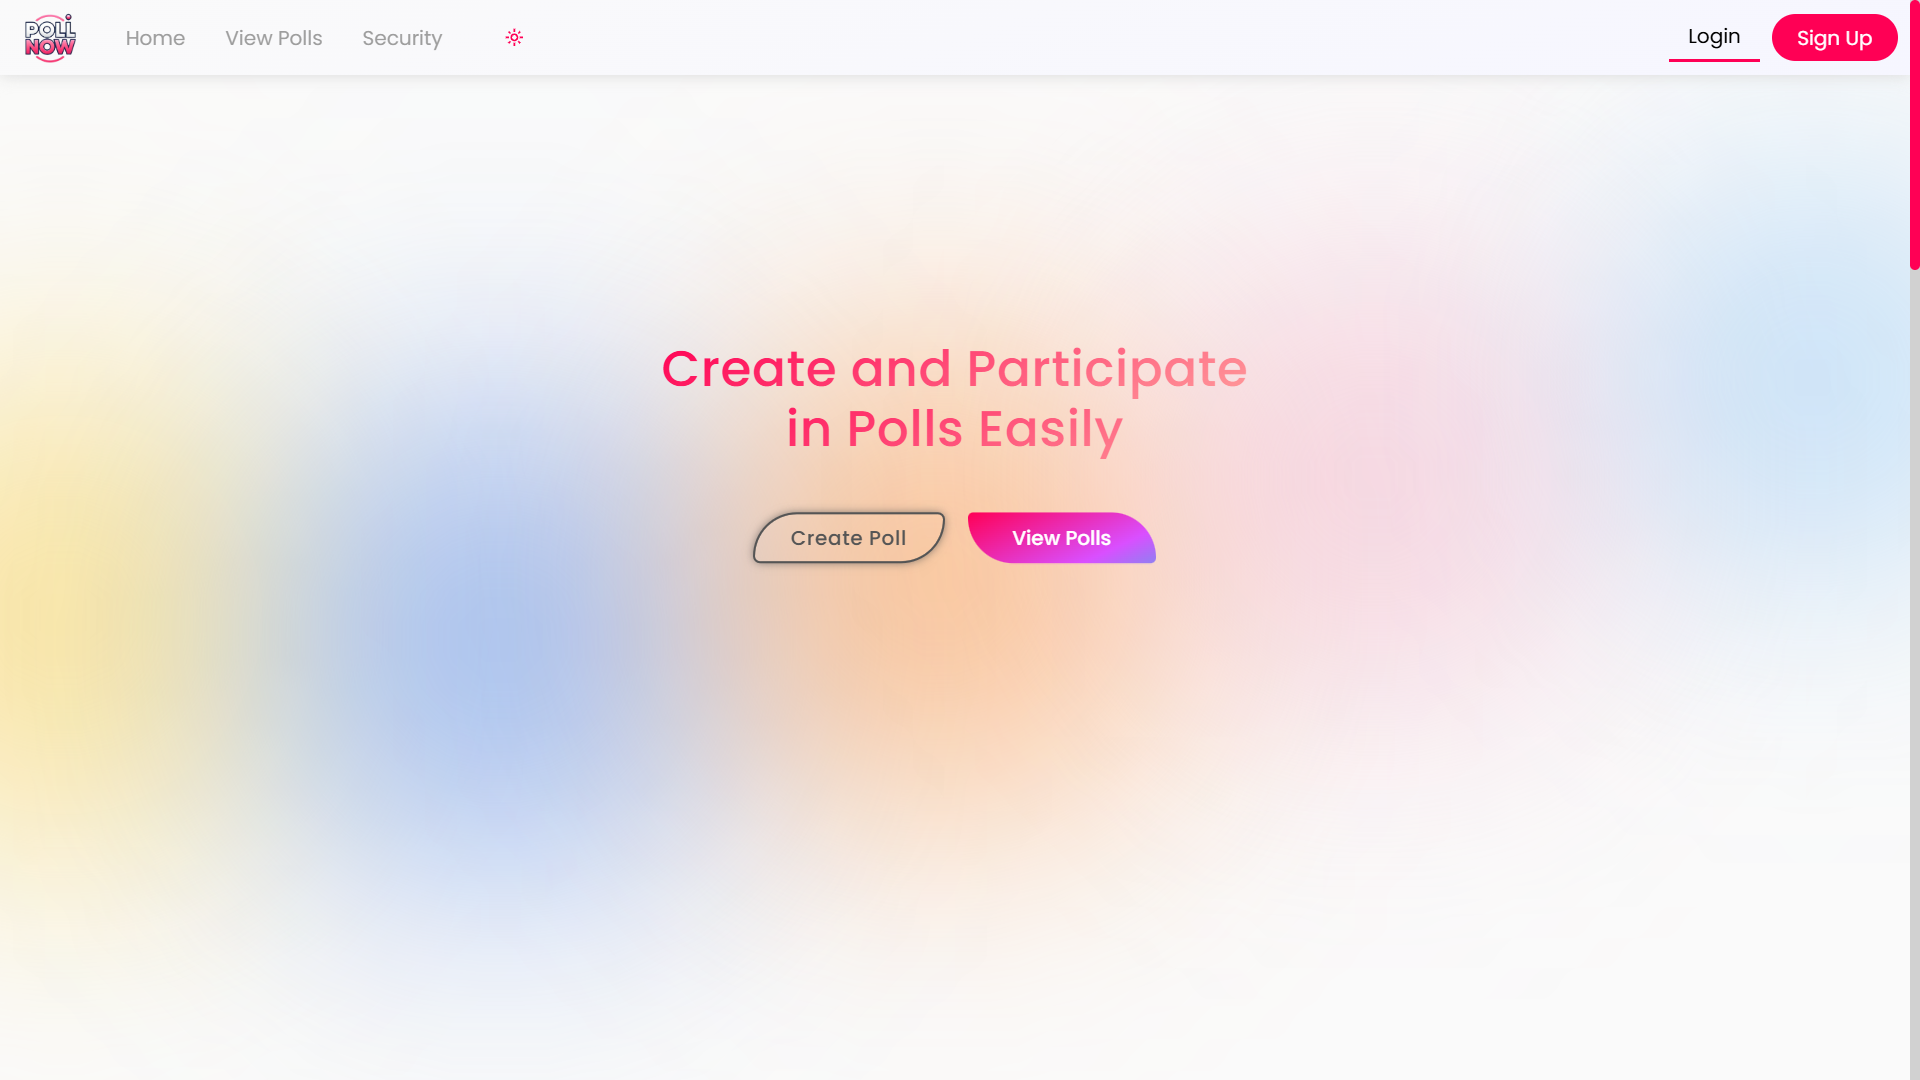 POLL
NOW
Home
View Polls
Security
Login
Sign Up
Create and Participate
in Polls Easily
Create Poll
View Polls